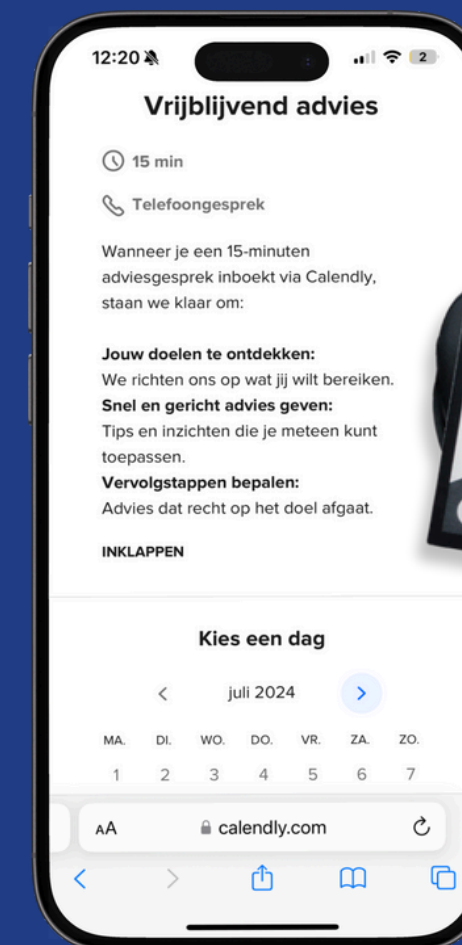 12:20
2
Vrijblijvend advies
15 min
Telefoongesprek
Wanneer je een 15-minuten
adviesgesprek inboekt via Calendly,
staan we klaar om:
Jouw doelen te ontdekken:
We richten ons op wat jij wilt bereiken.
Snel en gericht advies geven:
Tips en inzichten die je meteen kunt
toepassen.
Vervolgstappen bepalen:
Advies dat recht op het doel afgaat.
INKLAPPEN
Kies een dag
juli 2024
MA. DI. WO. DO. VR. ZA. ZO.
1 2 3 4 5 6 7
AA calendly.com